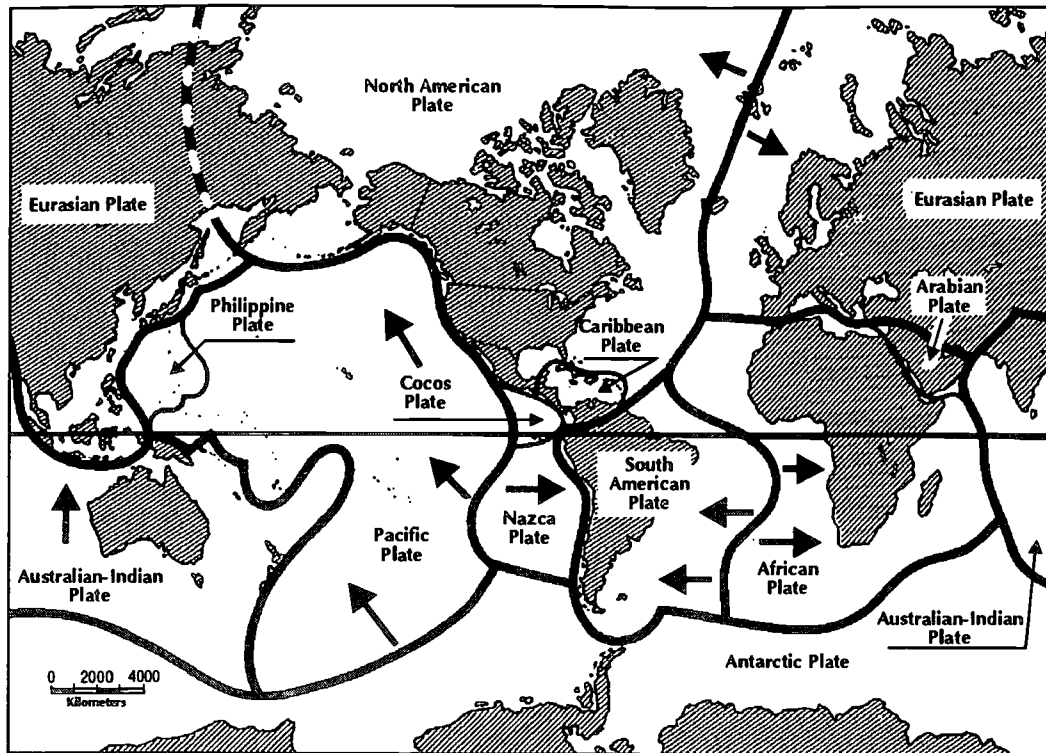 North American
Plate
Eurasian Plate
Eurasian Plate
Arabian
Plate
Philippine
Plate
Caribbean
Plate
Cocos
Plate
South
American
Plate
Nazca
Plate
Pacific
Plate
African
Plate
Australian-Indian
Plate
Australian-Indian
Plate
Antarctic Plate
0 2000 4000
Kilometers